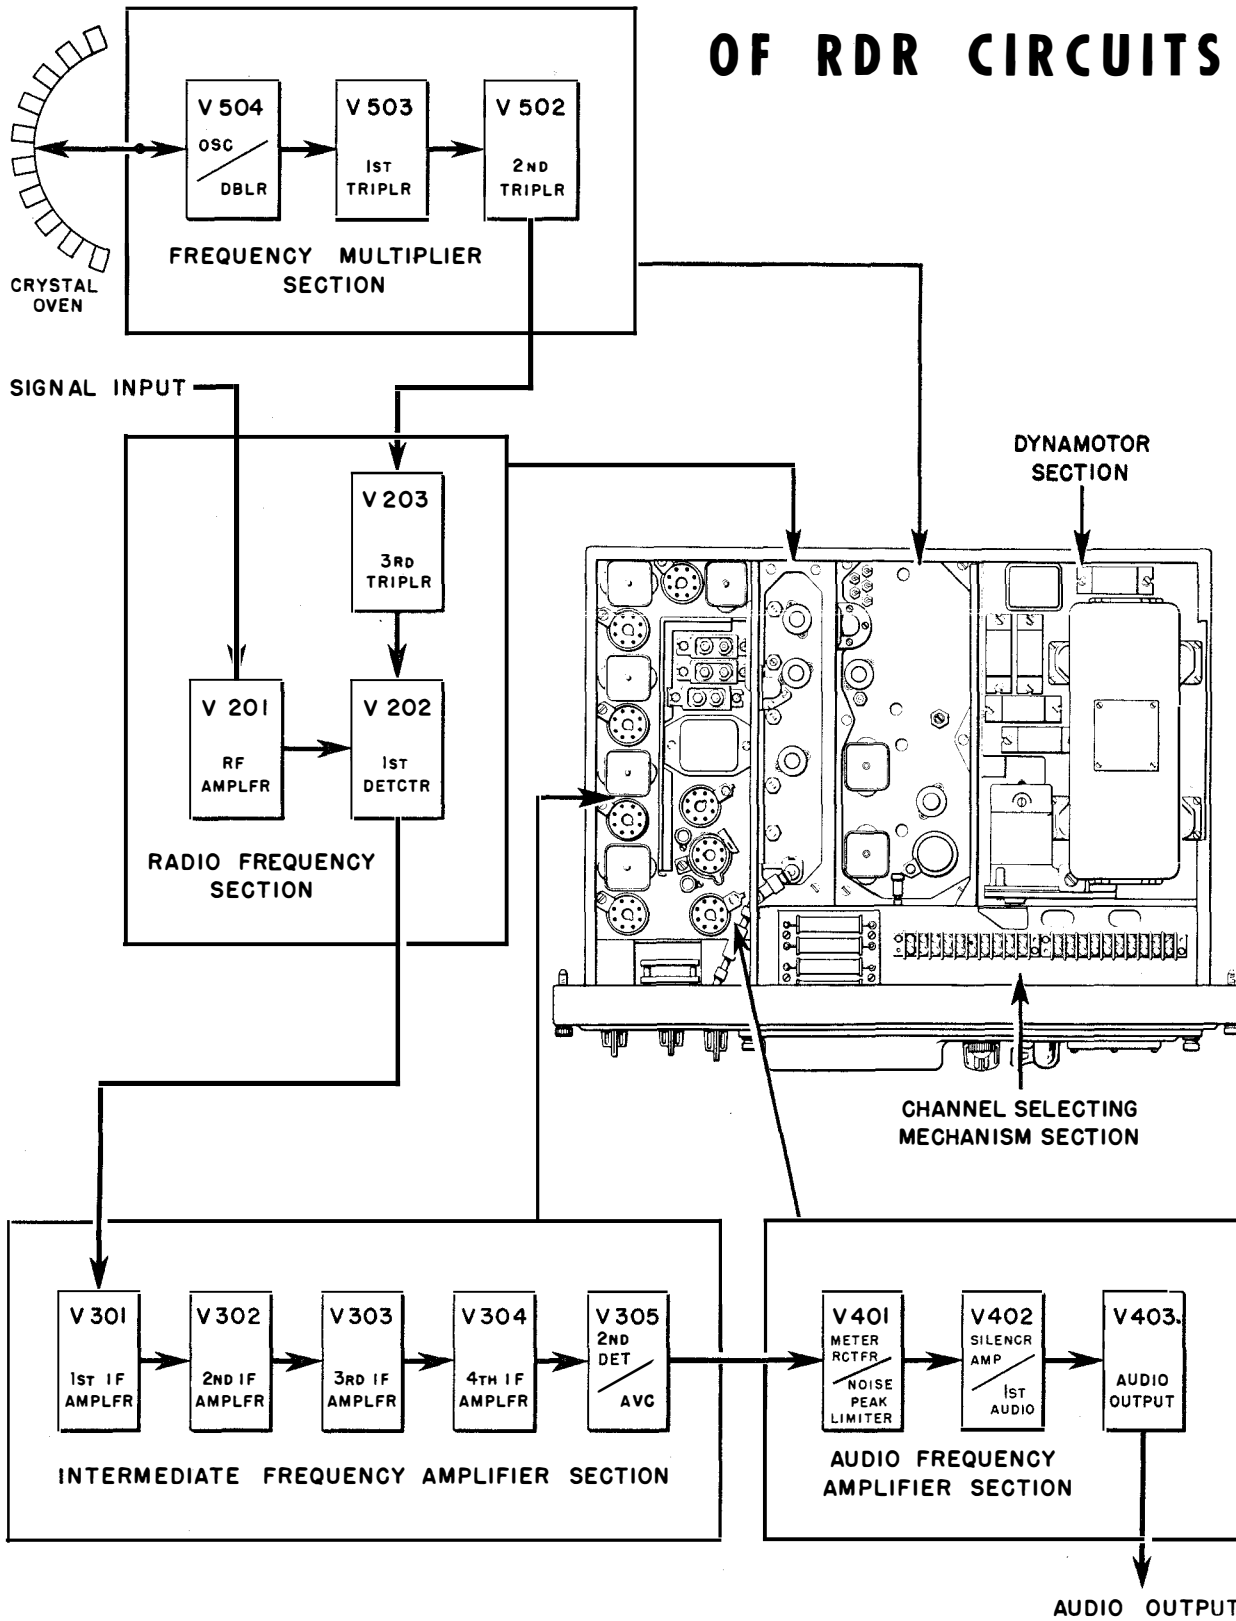 OF RDR CIRCUITS
V 504
OSC
DBLR
V 503
1ST
TRIPLR
V 502
2ND
TRIPLR
FREQUENCY MULTIPLIER
SECTION
CRYSTAL
OVEN
SIGNAL INPUT
V 203
3RD
TRIPLR
V 201
RF
AMPLFR
V 202
1ST
DETCTR
RADIO FREQUENCY
SECTION
DYNAMOTOR
SECTION
CHANNEL SELECTING
MECHANISM SECTION
V 301
1ST IF
AMPLFR
V 302
2ND IF
AMPLFR
V 303
3RD IF
AMPLFR
V 304
4TH IF
AMPLFR
V 305
2ND
DET
AVC
INTERMEDIATE FREQUENCY AMPLIFIER SECTION
V 401
METER
RCTFR
NOISE
PEAK
LIMITER
V 402
SILENCR
AMP
1ST
AUDIO
V 403.
AUDIO
OUTPUT
AUDIO FREQUENCY
AMPLIFIER SECTION
AUDIO OUTPUT